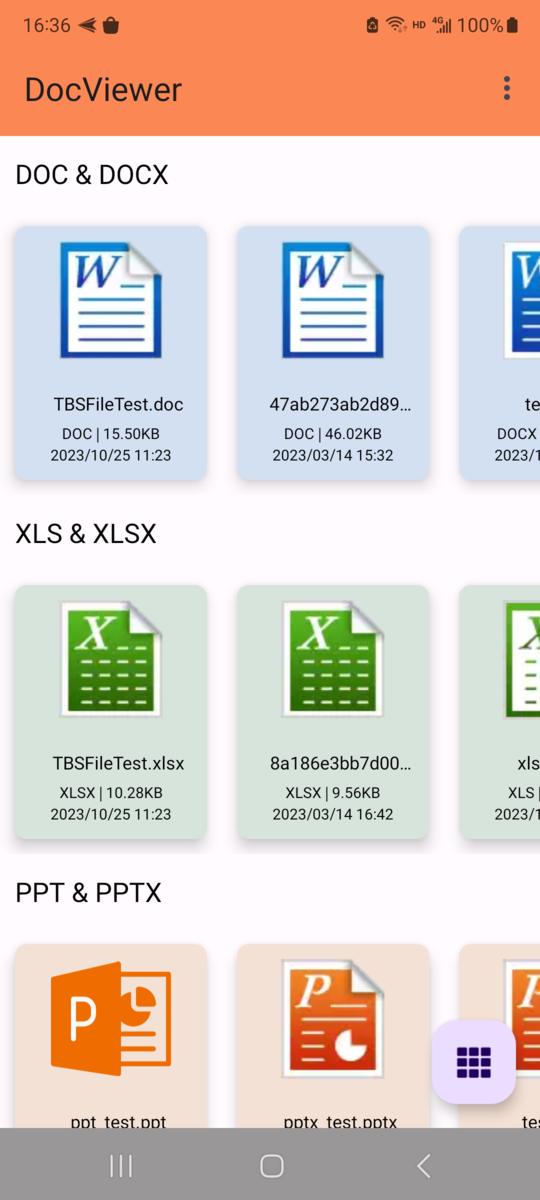 16:36
HD 4G 100%
DocViewer
DOC & DOCX
TBSFileTest.doc
DOC | 15.50KB
2023/10/25 11:23
47ab273ab2d89...
DOC | 46.02KB
2023/03/14 15:32
te
DOCX
2023/1
XLS & XLSX
TBSFileTest.xlsx
XLSX | 10.28KB
2023/10/25 11:23
8a186e3bb7d00...
XLSX | 9.56KB
2023/03/14 16:42
xls
XLS |
2023/1
PPT & PPTX
ppt_test.ppt
pptx_test.pptx
tes